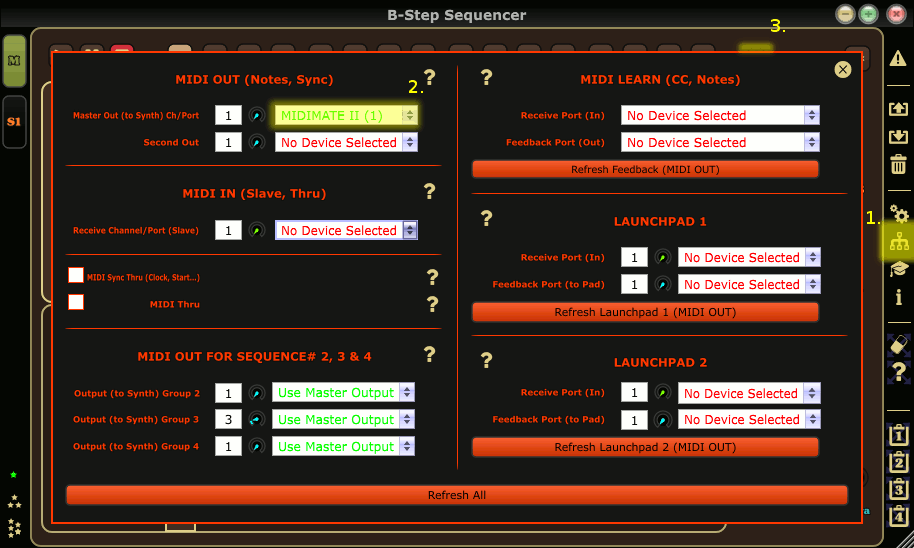 B-Step Sequencer
3.
M
S1
MIDI OUT (Notes, Sync)
?
2.
Master Out (to Synth) Ch/Port
1
MIDIMATE II (1)
Second Out
1
No Device Selected
MIDI IN (Slave, Thru)
?
Receive Channel/Port (Slave)
1
No Device Selected
MIDI Sync Thru (Clock, Start...)
?
MIDI Thru
?
MIDI OUT FOR SEQUENCE# 2, 3 & 4
?
Output (to Synth) Group 2
1
Use Master Output
Output (to Synth) Group 3
3
Use Master Output
Output (to Synth) Group 4
1
Use Master Output
?
MIDI LEARN (CC, Notes)
Receive Port (In)
No Device Selected
Feedback Port (Out)
No Device Selected
Refresh Feedback (MIDI OUT)
?
LAUNCHPAD 1
Receive Port (In)
1
No Device Selected
Feedback Port (to Pad)
1
No Device Selected
Refresh Launchpad 1 (MIDI OUT)
?
LAUNCHPAD 2
Receive Port (In)
1
No Device Selected
Feedback Port (to Pad)
1
No Device Selected
Refresh Launchpad 2 (MIDI OUT)
Refresh All
1.
i
?
1
2
3
4